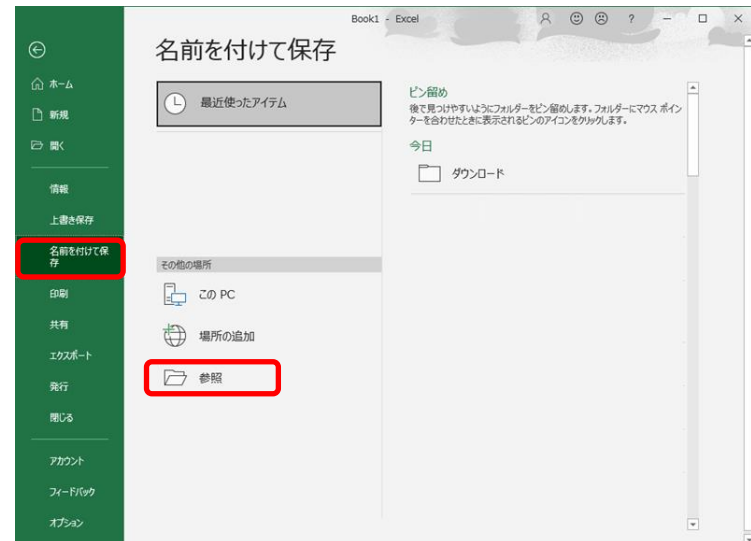 Book1 - Excel
?
名前を付けて保存
ホーム
新規
開く
情報
上書き保存
名前を付けて保
存
印刷
共有
エクスポート
発行
閉じる
アカウント
フィードバック
オプション
最近使ったアイテム
その他の場所
この PC
場所の追加
参照
ピン留め
後で見つけやすいようにフォルダーをピン留めします。フォルダーにマウス ポイン
ターを合わせたときに表示されるピンのアイコンをクリックします。
今日
ダウンロード